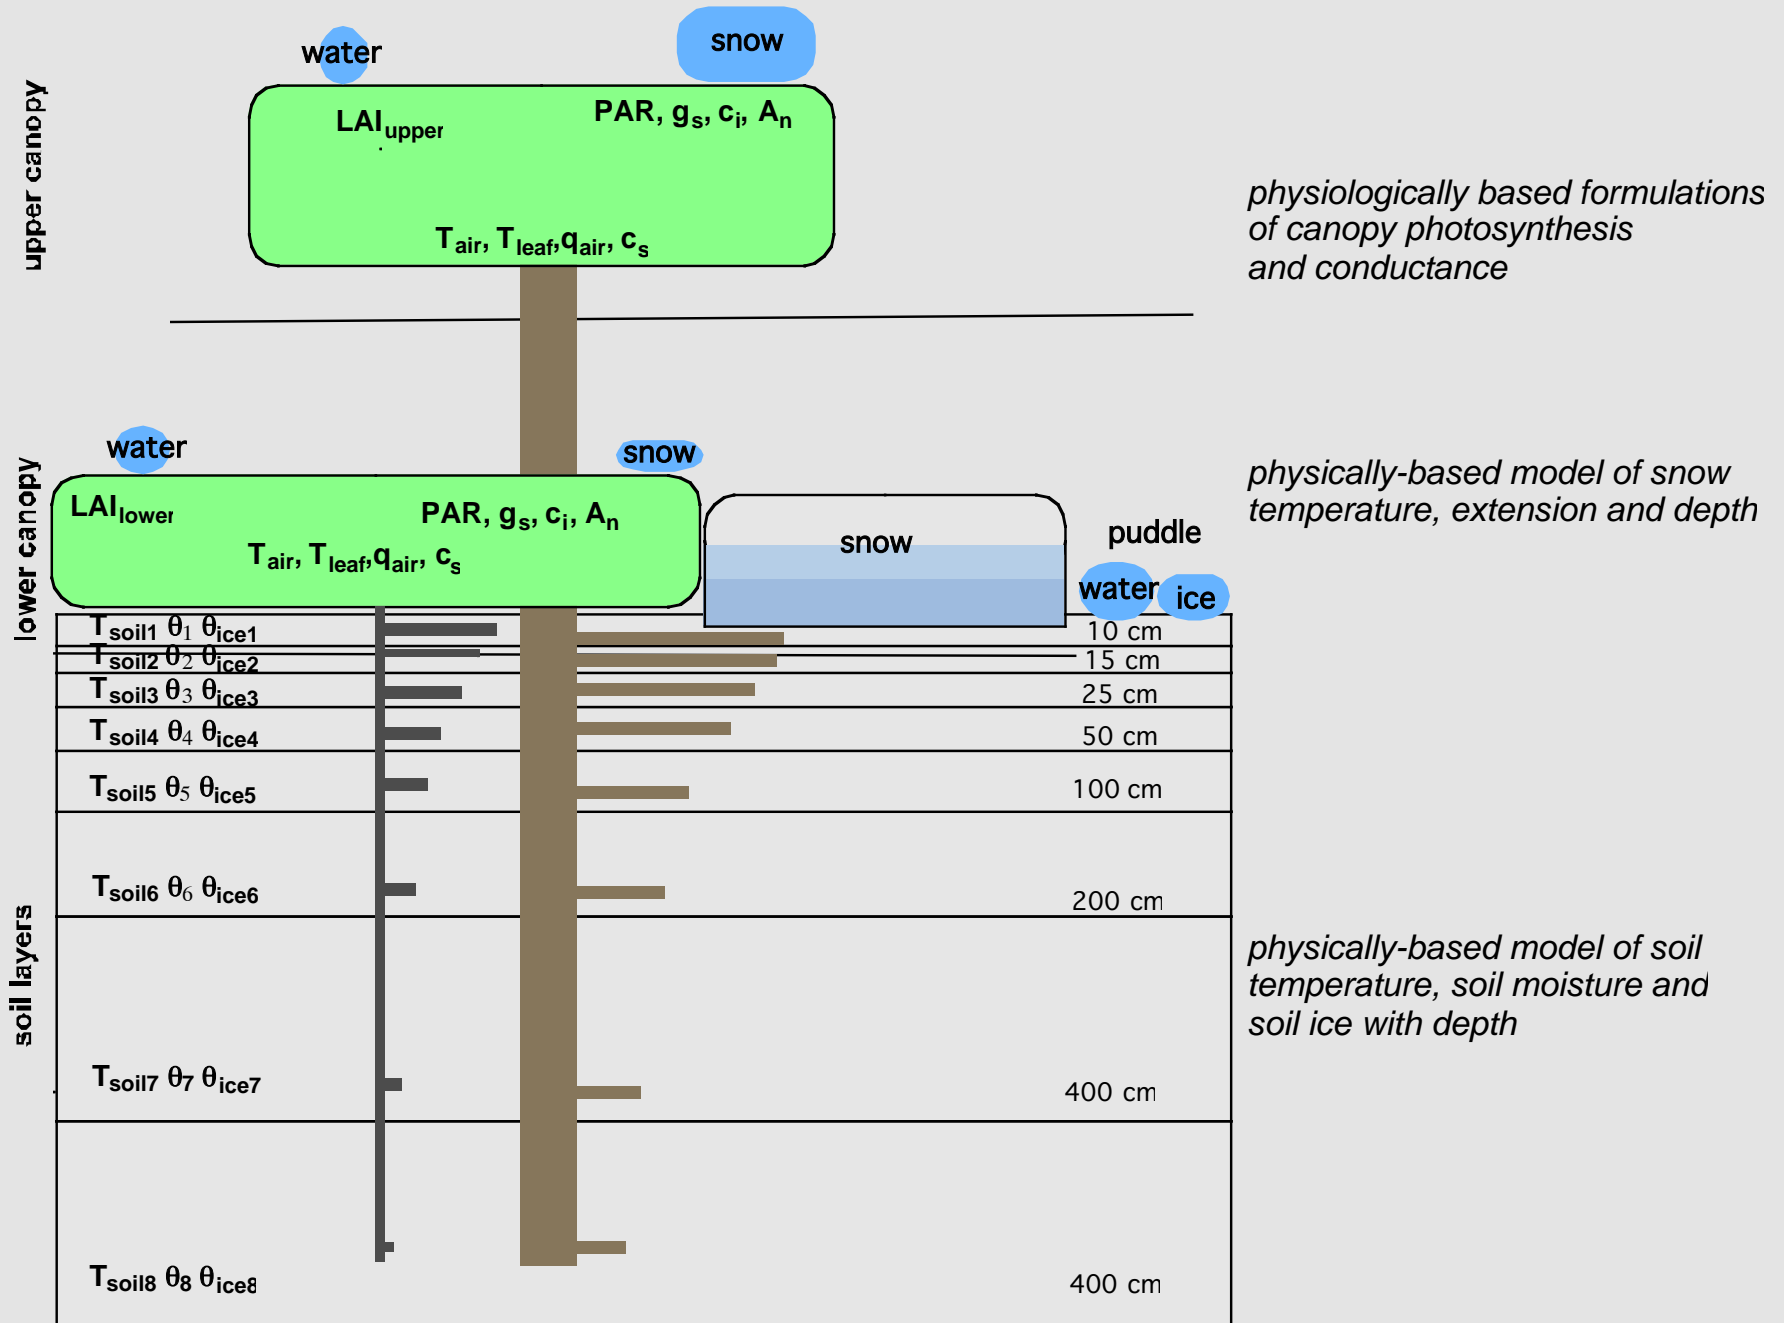 upper canopy
water
snow
LAIupper
PAR, gs, ci, An
Tair, Tleaf,qair, cs
physiologically based formulations
of canopy photosynthesis
and conductance
lower canopy
water
snow
LAIlower
PAR, gs, ci, An
Tair, Tleaf,qair, cs
snow
puddle
water
ice
physically-based model of snow
temperature, extension and depth
soil layers
Tsoil1 θ1 θice1
10 cm
Tsoil2 θ2 θice2
15 cm
Tsoil3 θ3 θice3
25 cm
Tsoil4 θ4 θice4
50 cm
Tsoil5 θ5 θice5
100 cm
Tsoil6 θ6 θice6
200 cm
physically-based model of soil
temperature, soil moisture and
soil ice with depth
Tsoil7 θ7 θice7
400 cm
Tsoil8 θ8 θice8
400 cm